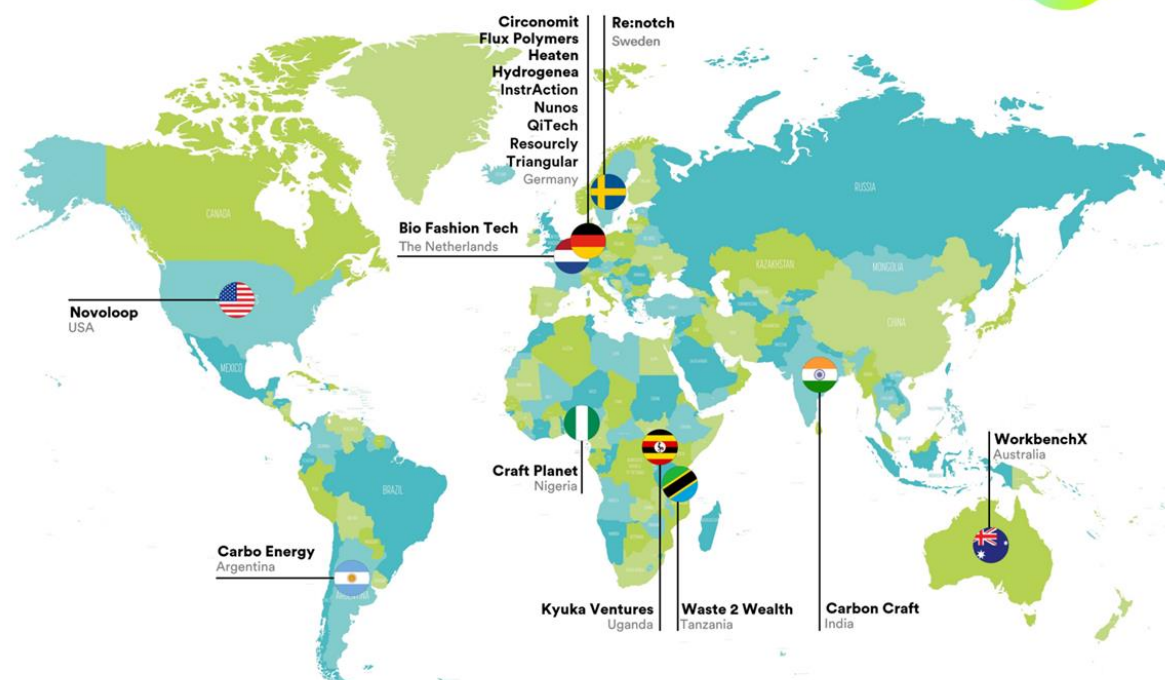 Circonomit
Flux Polymers
Heaten
Hydrogenea
InstrAction
Nunos
QiTech
Resourcly
Triangular
Germany
Re:notch
Sweden
Bio Fashion Tech
The Netherlands
Novoloop
USA
Craft Planet
Nigeria
Carbo Energy
Argentina
Kyuka Ventures
Uganda
Waste 2 Wealth
Tanzania
Carbon Craft
India
WorkbenchX
Australia
CANADA
MEXICO
BRAZIL
RUSSIA
KAZAKHSTAN
MONGOLIA
CHINA